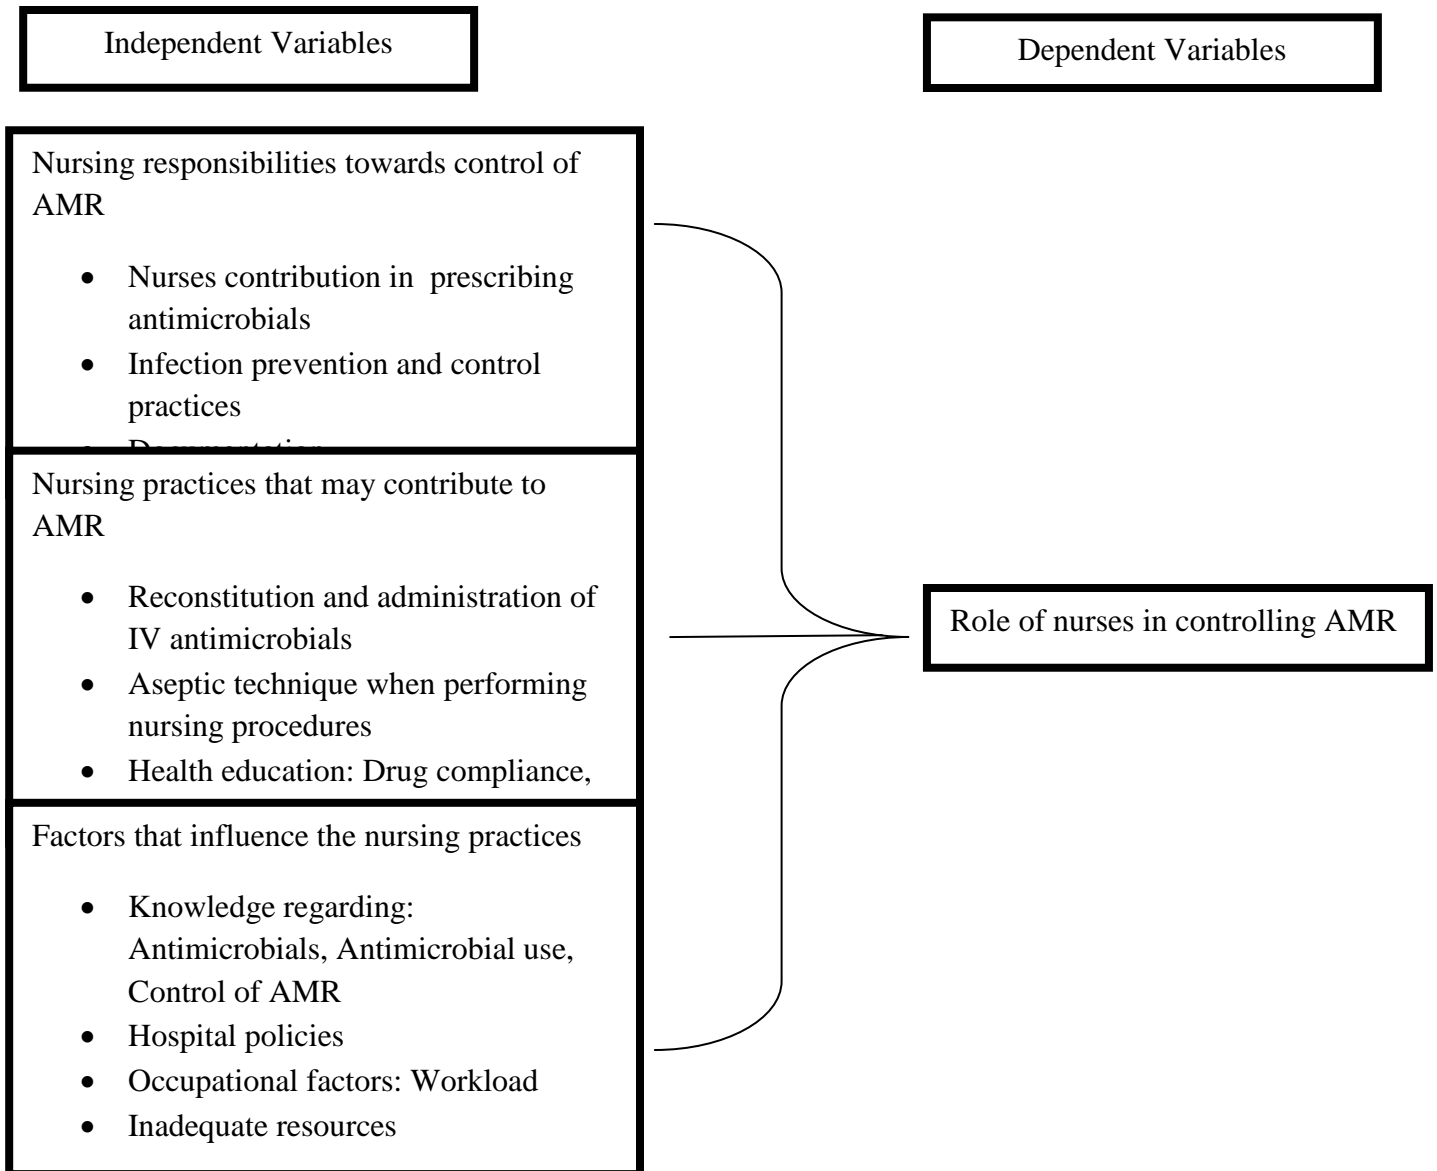 Independent Variables
Dependent Variables
Nursing responsibilities towards control of
AMR
• Nurses contribution in prescribing
antimicrobials
• Infection prevention and control
practices
• Documentation
Nursing practices that may contribute to
AMR
• Reconstitution and administration of
IV antimicrobials
• Aseptic technique when performing
nursing procedures
• Health education: Drug compliance,
Factors that influence the nursing practices
• Knowledge regarding:
Antimicrobials, Antimicrobial use,
Control of AMR
• Hospital policies
• Occupational factors: Workload
• Inadequate resources
Role of nurses in controlling AMR